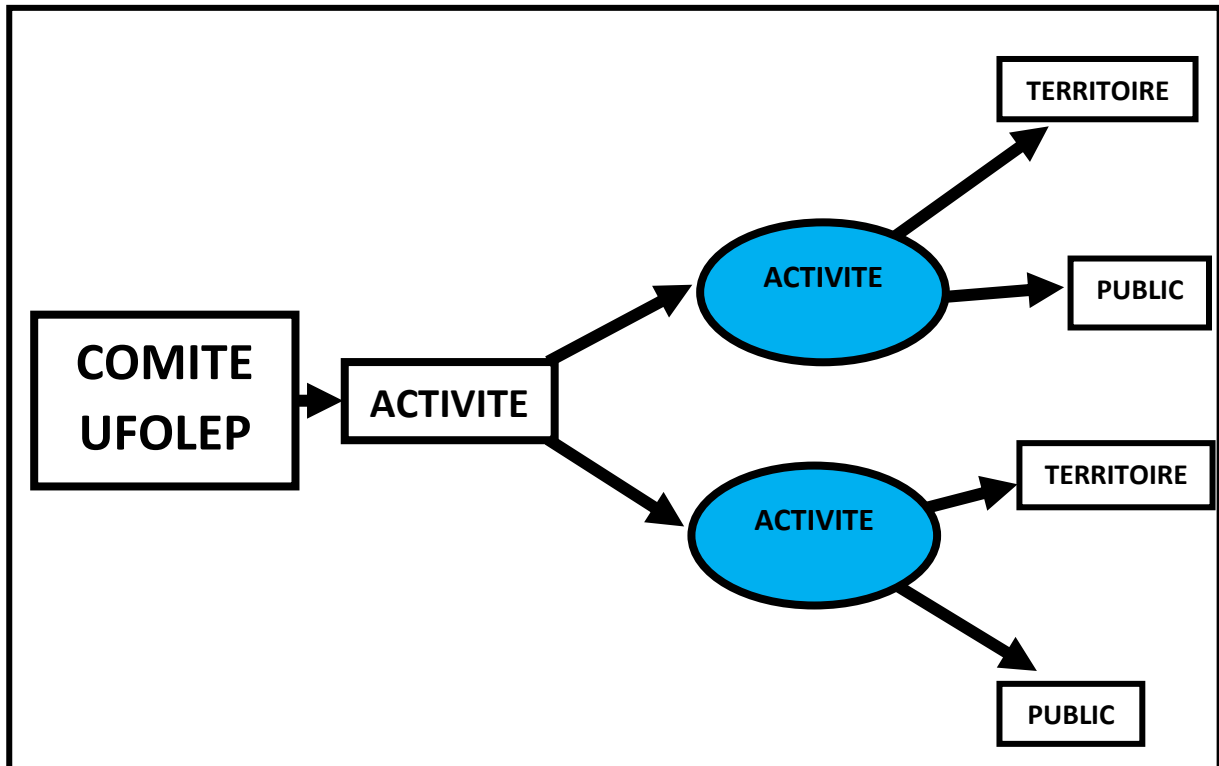 COMITE
UFOLEP
ACTIVITE
ACTIVITE
TERRITOIRE
PUBLIC
ACTIVITE
TERRITOIRE
PUBLIC